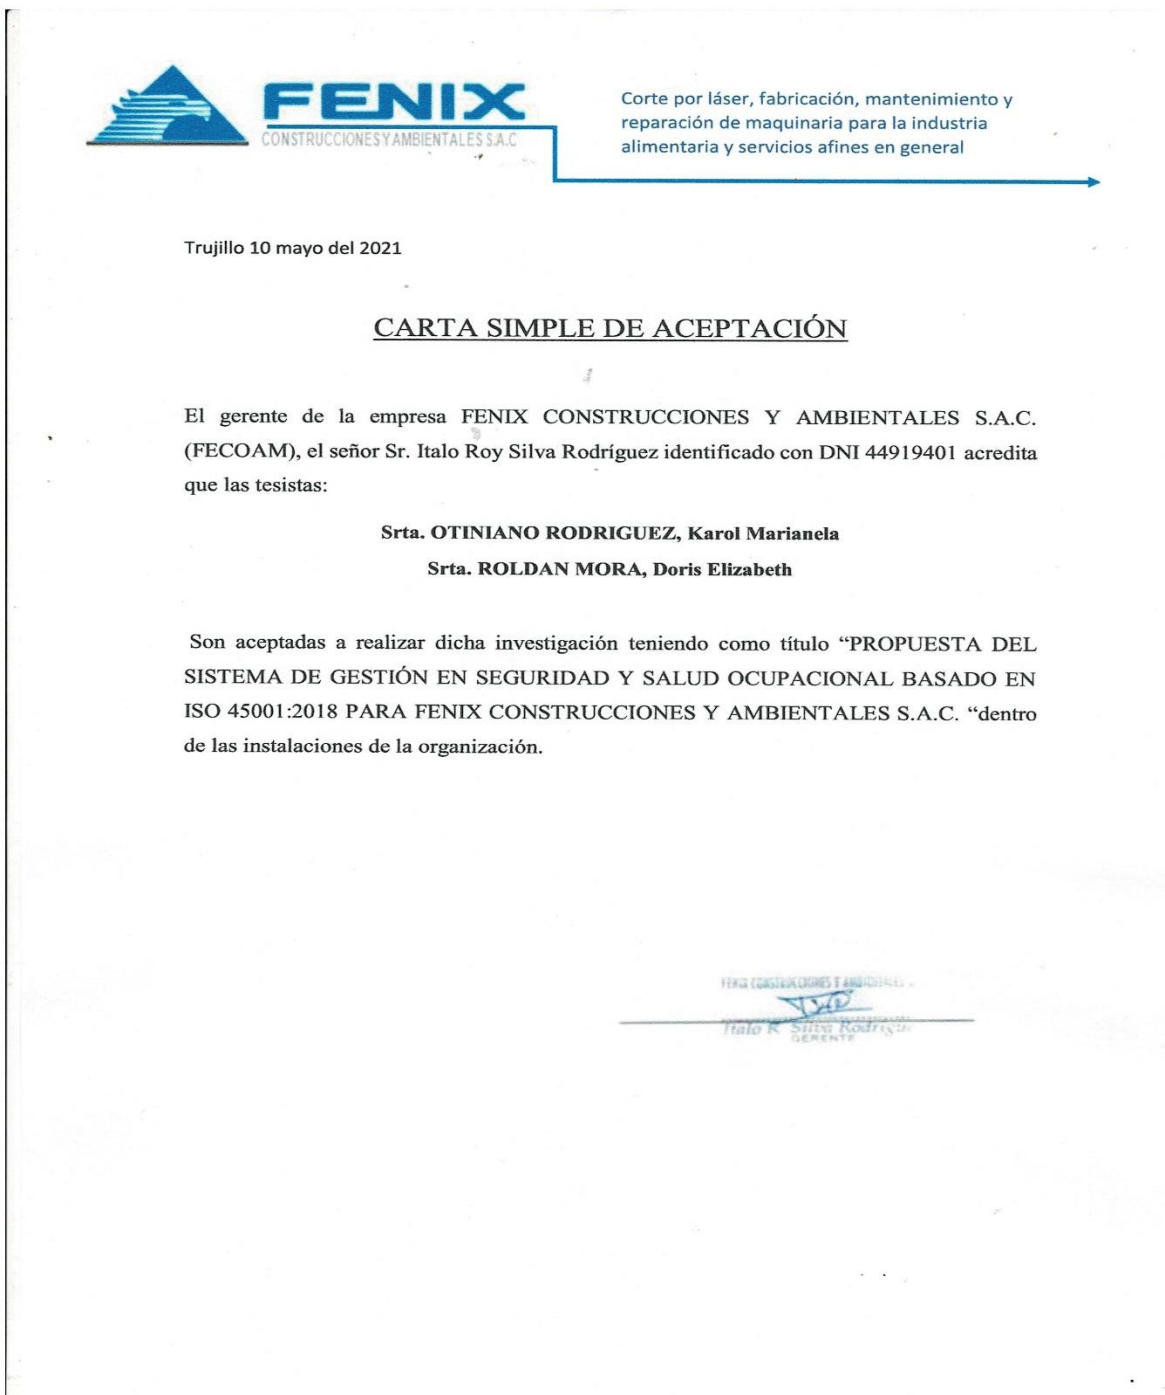 FENIX
CONSTRUCCIONES Y AMBIENTALES S.A.C
Corte por láser, fabricación, mantenimiento y
reparación de maquinaria para la industria
alimentaria y servicios afines en general
Trujillo 10 mayo del 2021
CARTA SIMPLE DE ACEPTACIÓN
El gerente de la empresa FENIX CONSTRUCCIONES Y AMBIENTALES S.A.C.
(FECOAM), el señor Sr. Italo Roy Silva Rodríguez identificado con DNI 44919401 acredita
que las tesistas:
Srta. OTINIANO RODRIGUEZ, Karol Marianela
Srta. ROLDAN MORA, Doris Elizabeth
Son aceptadas a realizar dicha investigación teniendo como título “PROPUESTA DEL
SISTEMA DE GESTIÓN EN SEGURIDAD Y SALUD OCUPACIONAL BASADO EN
ISO 45001:2018 PARA FENIX CONSTRUCCIONES Y AMBIENTALES S.A.C. “dentro
de las instalaciones de la organización.
FENIX CONSTRUCCIONES Y AMBIENTALES
Italo R Silva
GERENTE